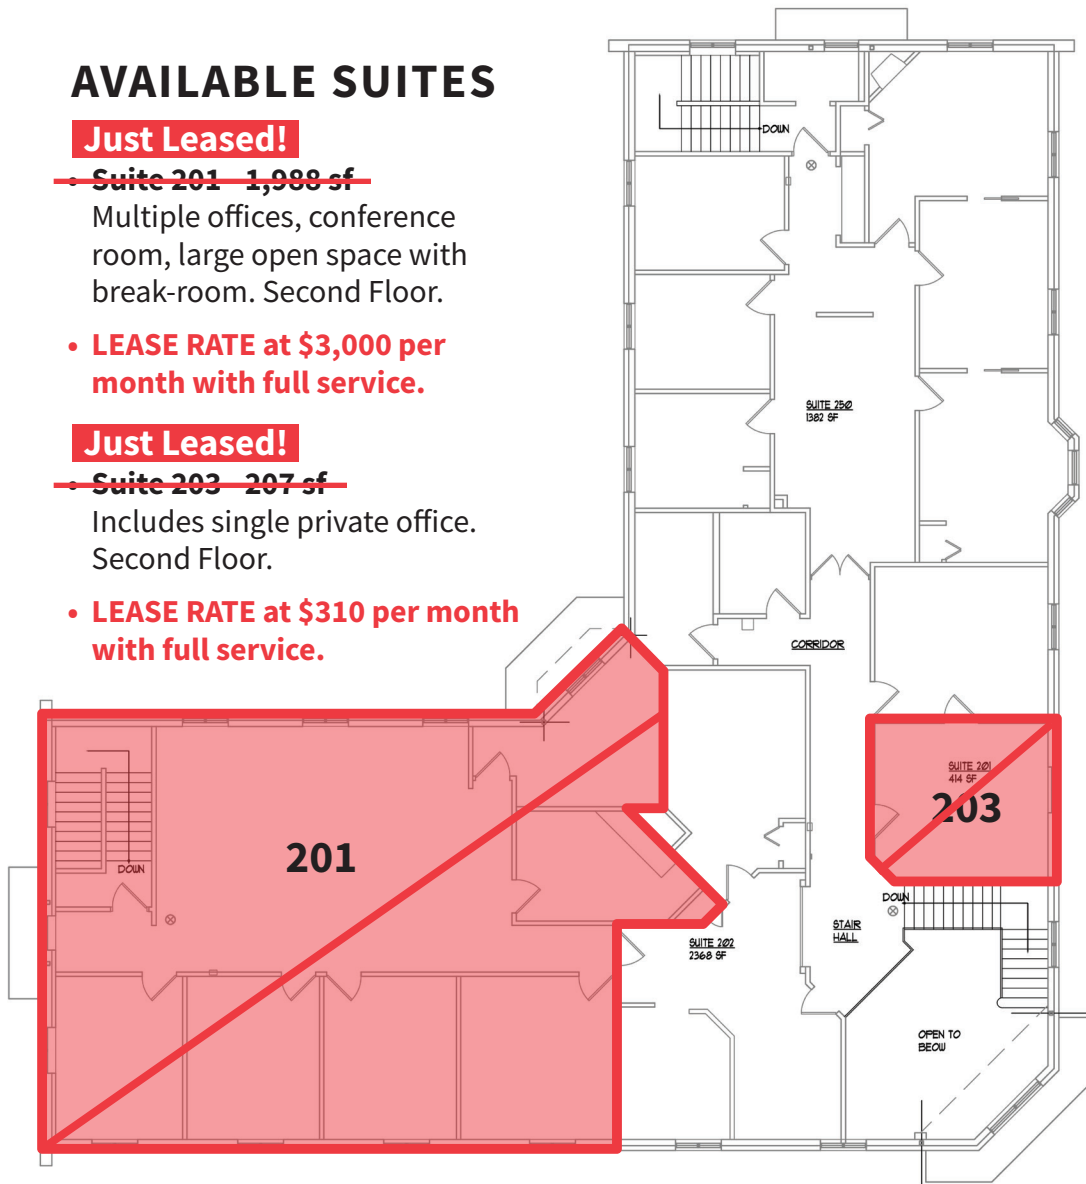 AVAILABLE SUITES
Just Leased!
• Suite 201 - 1,988 sf
Multiple offices, conference
room, large open space with
break-room. Second Floor.
• LEASE RATE at $3,000 per
month with full service.
Just Leased!
• Suite 203 - 207 sf
Includes single private office.
Second Floor.
• LEASE RATE at $310 per month
with full service.
DOWN
SUITE 250
1382 SF
CORRIDOR
SUITE 201
414 SF
203
201
DOWN
DOWN
STAIR
HALL
SUITE 202
2368 SF
OPEN TO
BEOW